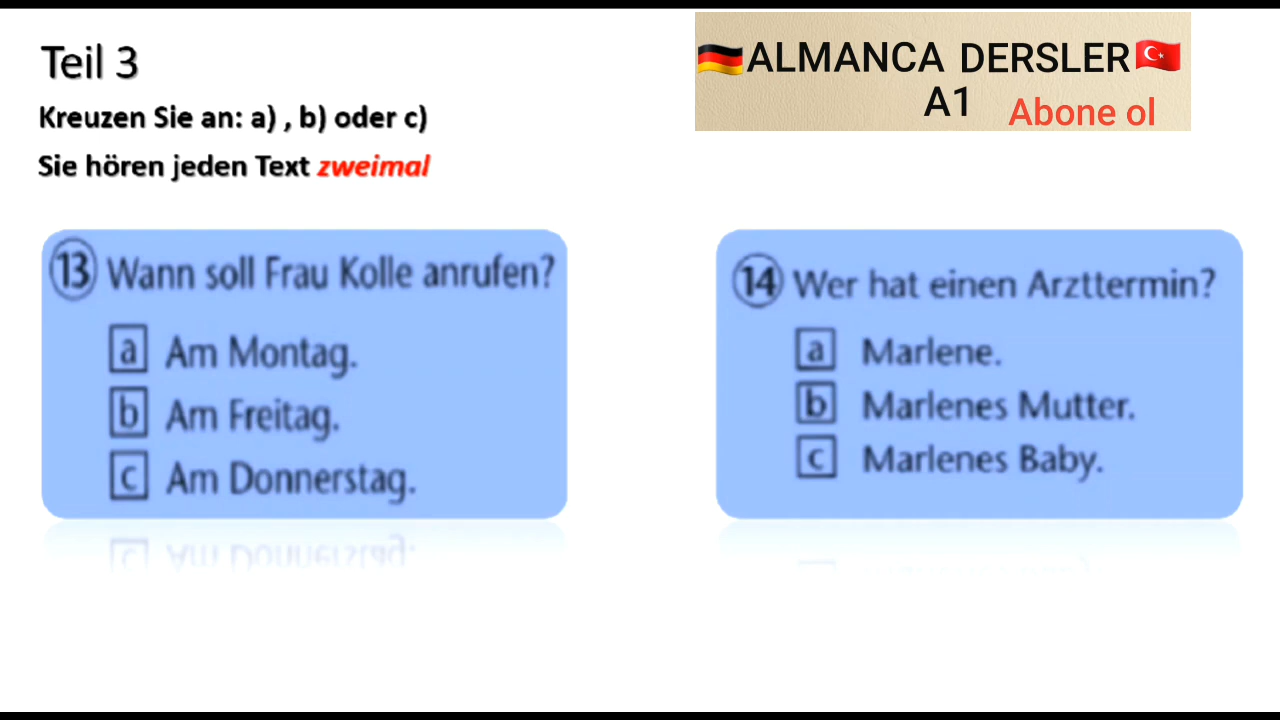 Teil 3
Kreuzen Sie an: a) , b) oder c)
Sie hören jeden Text zweimal
ALMANCA DERSLER
A1
Abone ol
13 Wann soll Frau Kolle anrufen?
a Am Montag.
b Am Freitag.
c Am Donnerstag.
14 Wer hat einen Arzttermin?
a Marlene.
b Marlenes Mutter.
c Marlenes Baby.